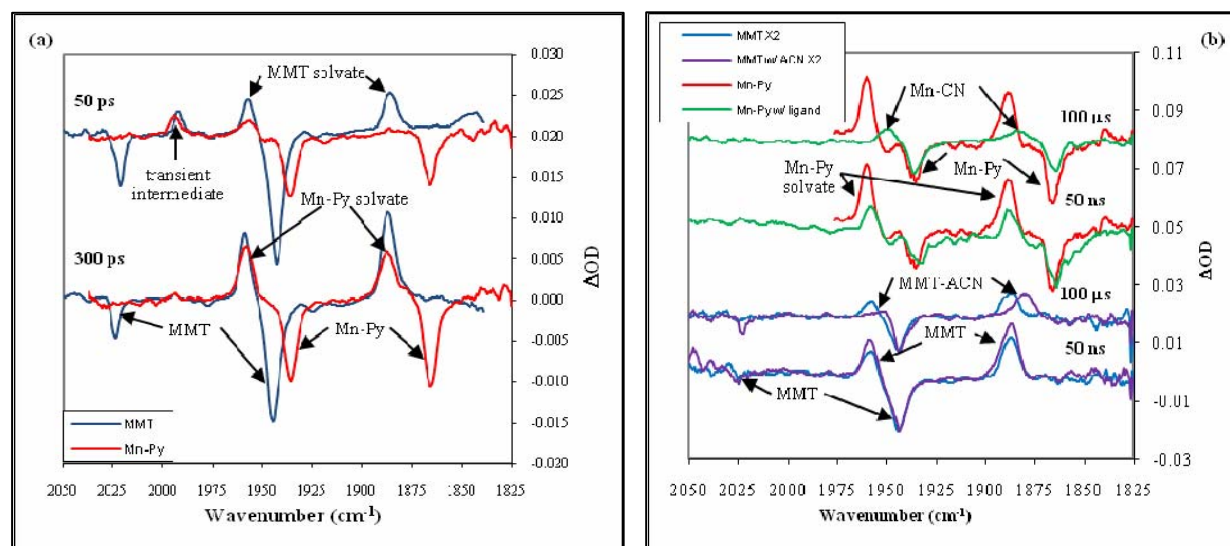 (a)
MMT solvate
50 ps
transient
intermediate
Mn-Py solvate
300 ps
MMT
Mn-Py
MMT
Mn-Py
0.030
0.025
0.020
0.015
0.010
0.005
0.000
-0.005
-0.010
-0.015
-0.020
ΔOD
2050 2025 2000 1975 1950 1925 1900 1875 1850 1825
Wavenumber (cm⁻¹)
MMT X2
MMT w/ ACN X2
Mn-Py
Mn-Py w/ ligand
(b)
Mn-CN
100 μs
Mn-Py
Mn-Py
solvate
50 ns
MMT-ACN
100 μs
MMT
50 ns
MMT
0.11
0.09
0.07
0.05
0.03
0.01
-0.01
-0.03
ΔOD
2050 2025 2000 1975 1950 1925 1900 1875 1850 1825
Wavenumber (cm⁻¹)